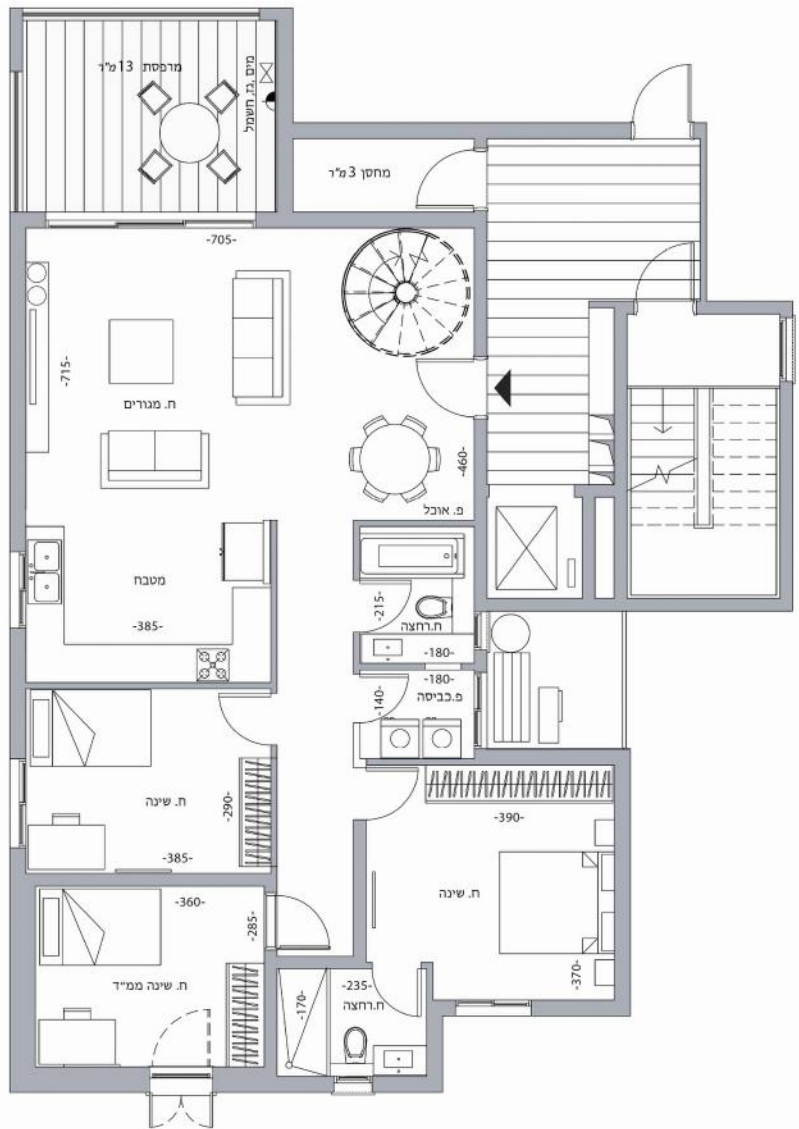 מרפסת 13 מ"ר
מים, גז, חשמל
מחסן 3 מ"ר
-705-
-715-
ח. מגורים
-460-
פ. אוכל
מטבח
-385-
-215-
ח.רחצה
-180-
-180-
-140-
פ.כביסה
ח. שינה
-290-
-385-
-390-
ח. שינה
-370-
-360-
-285-
ח. שינה ממ"ד
-235-
ח.רחצה
-170-